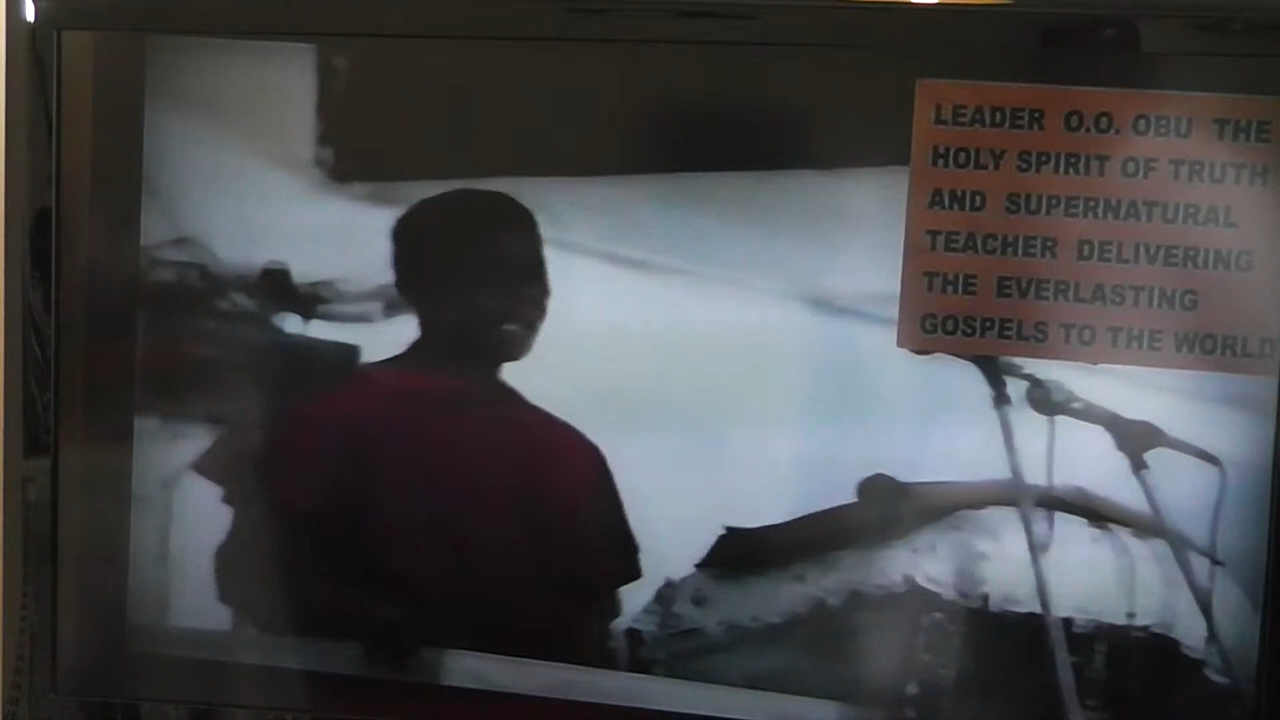 LEADER O.O. OBU THE
HOLY SPIRIT OF TRUTH
AND SUPERNATURAL
TEACHER DELIVERING
THE EVERLASTING
GOSPELS TO THE WORLD